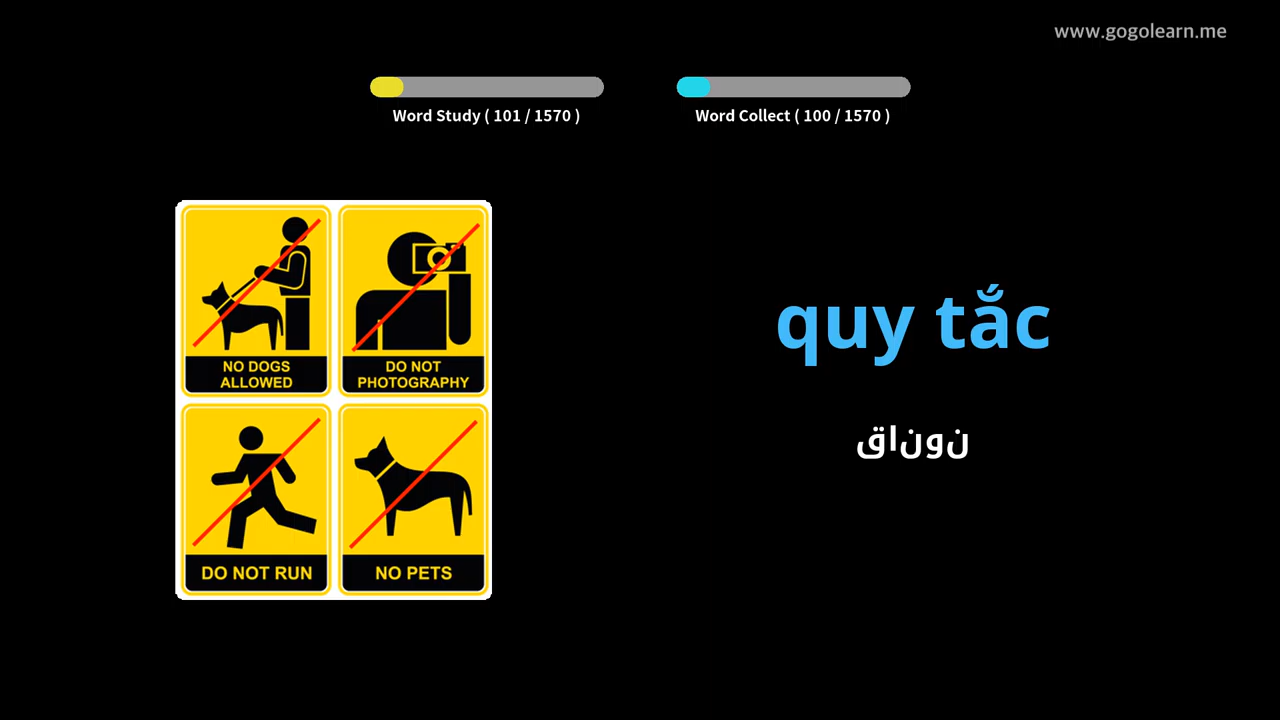 www.gogolearn.me
Word Study ( 101 / 1570 )
Word Collect ( 100 / 1570 )
NO DOGS
ALLOWED
DO NOT
PHOTOGRAPHY
DO NOT RUN
NO PETS
quy tắc
نوناق